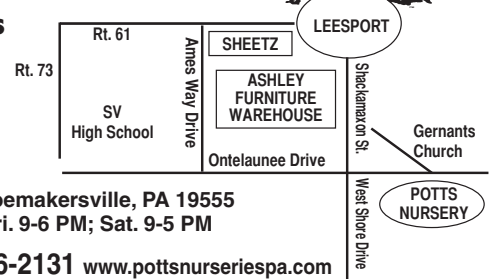 Rt. 61
LEESPORT
SHEETZ
Rt. 73
Ames Way Drive
ASHLEY
FURNITURE
WAREHOUSE
Shackamaxon St.
SV
High School
Gernants
Church
Ontelaunee Drive
West Shore Drive
POTTS
NURSERY
PA 19555
9-6 PM; Sat. 9-5 PM
6-2131 www.pottsnurseriespa.com